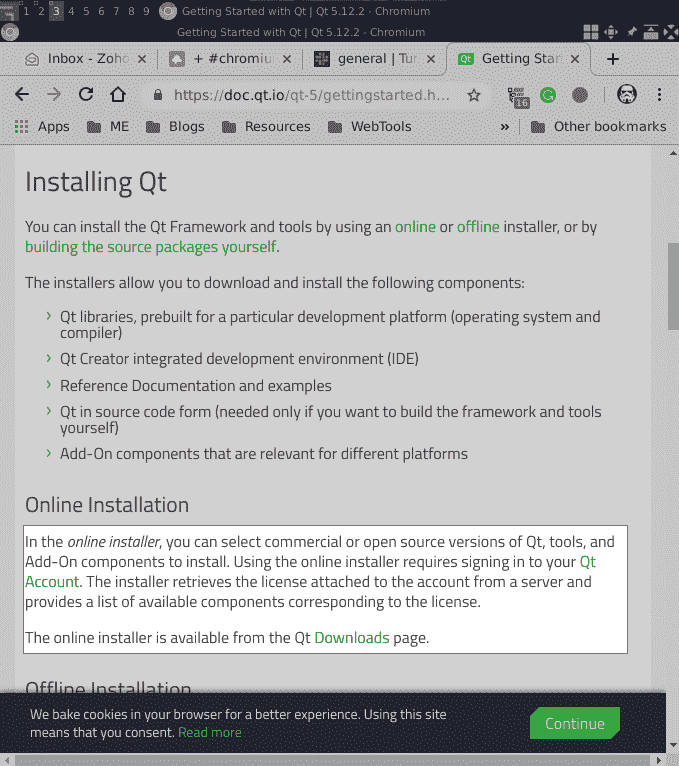 1 2 3 4 5 6 7 8 9 Getting Started with Qt | Qt 5.12.2 - Chromium
Getting Started with Qt | Qt 5.12.2 - Chromium
Inbox - Zoho
+ #chromiu
general | Tur
Getting Star
https://doc.qt.io/qt-5/gettingstarted.h...
16
Apps ME Blogs Resources WebTools » Other bookmarks
Installing Qt
You can install the Qt Framework and tools by using an online or offline installer, or by
building the source packages yourself.
The installers allow you to download and install the following components:
Qt libraries, prebuilt for a particular development platform (operating system and
compiler)
Qt Creator integrated development environment (IDE)
Reference Documentation and examples
Qt in source code form (needed only if you want to build the framework and tools
yourself)
Add-On components that are relevant for different platforms
Online Installation
In the online installer, you can select commercial or open source versions of Qt, tools, and
Add-On components to install. Using the online installer requires signing in to your Qt
Account. The installer retrieves the license attached to the account from a server and
provides a list of available components corresponding to the license.
The online installer is available from the Qt Downloads page.
Offline Installation
We bake cookies in your browser for a better experience. Using this site
means that you consent. Read more
Continue